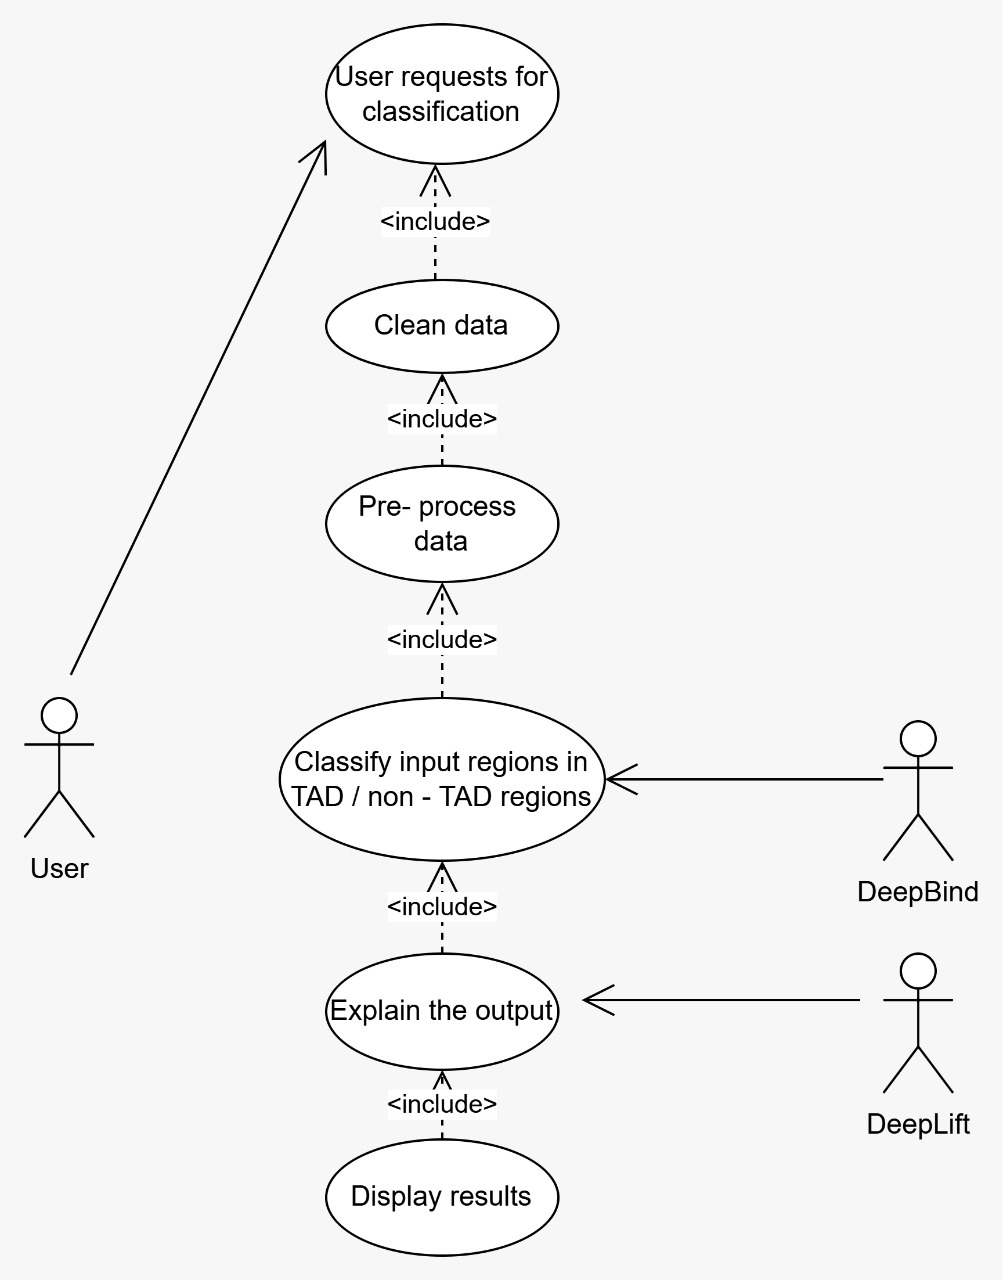 User requests for
classification
<include>
Clean data
<include>
Pre- process
data
<include>
Classify input regions in
TAD / non - TAD regions
User
DeepBind
<include>
Explain the output
DeepLift
<include>
Display results